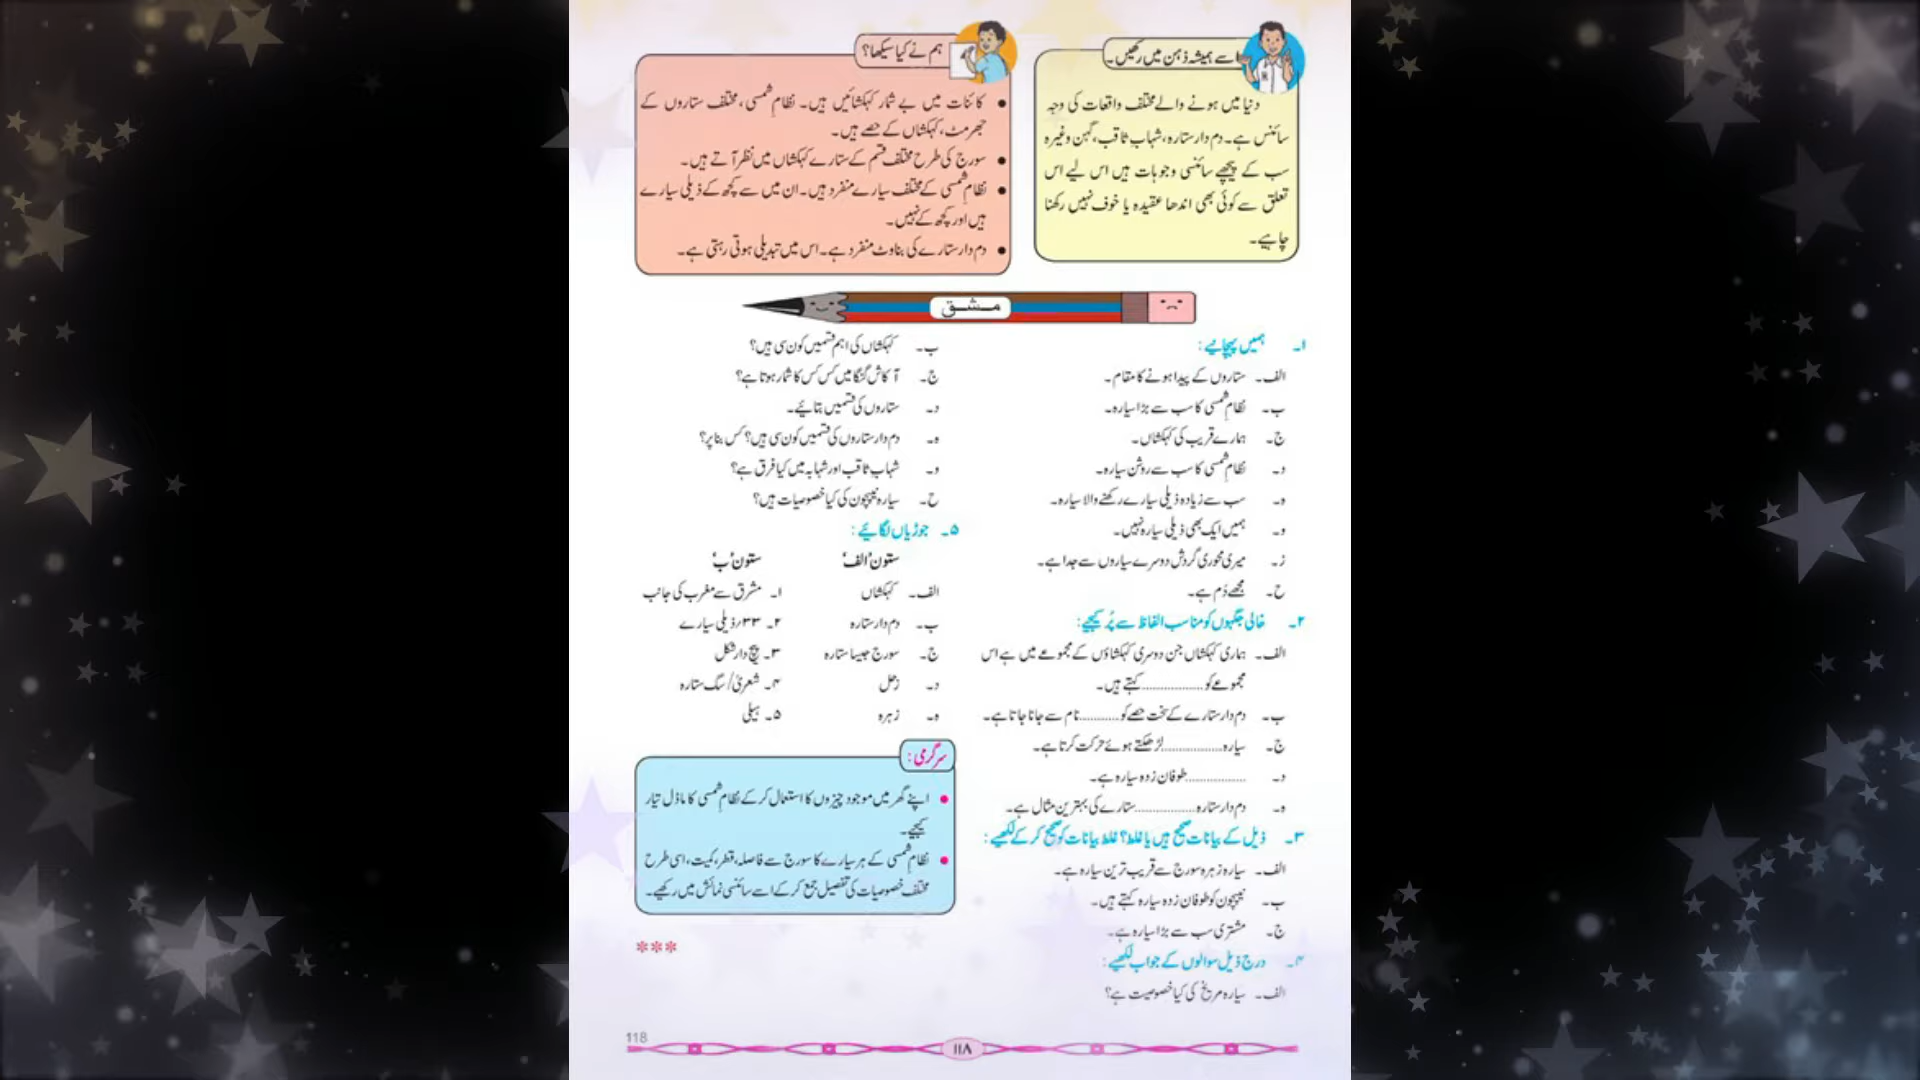 اسے ہمیشہ ذہن میں رکھیں۔
دنیا میں ہونے والے مختلف واقعات کی وجہ
سائنس ہے۔ دم دار ستارہ، شہاب ثاقب، گہن وغیرہ
سب کے پیچھے سائنسی وجوہات ہیں اس لیے اس
تعلق سے کوئی بھی اندھا عقیدہ یا خوف نہیں رکھنا
چاہیے۔
ہم نے کیا سیکھا؟
• کائنات میں بے شمار کہکشائیں ہیں۔ نظامِ شمسی، مختلف ستاروں کے
جھرمٹ، کہکشاں کے حصے ہیں۔
• سورج کی طرح مختلف قسم کے ستارے کہکشاں میں نظر آتے ہیں۔
• نظامِ شمسی کے مختلف سیارے منفرد ہیں۔ ان میں سے کچھ کے ذیلی سیارے
ہیں اور کچھ کے نہیں۔
• دم دار ستارے کی بناوٹ منفرد ہے۔ اس میں تبدیلی ہوتی رہتی ہے۔
مشق
۱۔ ہمیں پہچانیے :
الف۔ ستاروں کے پیدا ہونے کا مقام۔
ب۔ نظامِ شمسی کا سب سے بڑا سیارہ۔
ج۔ ہمارے قریب کی کہکشاں۔
د۔ نظامِ شمسی کا سب سے روشن سیارہ۔
ہ۔ سب سے زیادہ ذیلی سیارے رکھنے والا سیارہ۔
و۔ ہمیں ایک بھی ذیلی سیارہ نہیں۔
ز۔ میری محوری گردش دوسرے سیاروں سے جدا ہے۔
ح۔ مجھے دُم ہے۔
۲۔ خالی جگہوں کو مناسب الفاظ سے پُر کیجیے :
الف۔ ہماری کہکشاں جن دوسری کہکشاؤں کے مجموعے میں ہے اس
مجموعے کو ................ کہتے ہیں۔
ب۔ دم دار ستارے کے سخت حصے کو ........... نام سے جانا جاتا ہے۔
ج۔ سیارہ ................ لڑھکتے ہوئے حرکت کرتا ہے۔
د۔ ................ طوفان زدہ سیارہ ہے۔
ہ۔ دم دار ستارہ ................ ستارے کی بہترین مثال ہے۔
۳۔ ذیل کے بیانات صحیح ہیں یا غلط؟ غلط بیانات کو صحیح کر کے لکھیے :
الف۔ سیارہ زہرہ سورج سے قریب ترین سیارہ ہے۔
ب۔ نیپچون کو طوفان زدہ سیارہ کہتے ہیں۔
ج۔ مشتری سب سے بڑا سیارہ ہے۔
۴۔ درج ذیل سوالوں کے جواب لکھیے :
الف۔ سیارہ مریخ کی کیا خصوصیت ہے؟
ب۔ کہکشاں کی اہم قسمیں کون سی ہیں؟
ج۔ آکاش گنگا میں کس کس کا شمار ہوتا ہے؟
د۔ ستاروں کی قسمیں بتائیے۔
ہ۔ دم دار ستاروں کی قسمیں کون سی ہیں؟ کس بنا پر؟
و۔ شہاب ثاقب اور شہابہ میں کیا فرق ہے؟
ح۔ سیارہ نیپچون کی کیا خصوصیات ہیں؟
۵۔ جوڑیاں لگائیے :
ستون 'الف' ستون 'ب'
الف۔ کہکشاں ۱۔ مشرق سے مغرب کی جانب
ب۔ دم دار ستارہ ۲۔ ۳۳؍ ذیلی سیارے
ج۔ سورج جیسا ستارہ ۳۔ پیچ دار شکل
د۔ زحل ۴۔ شعریٰ/ سگ ستارہ
ہ۔ زہرہ ۵۔ ہیلی
سرگرمی :
• اپنے گھر میں موجود چیزوں کا استعمال کر کے نظامِ شمسی کا ماڈل تیار
کیجیے۔
• نظامِ شمسی کے ہر سیارے کا سورج سے فاصلہ، قطر، کمیت، اسی طرح
مختلف خصوصیات کی تفصیل جمع کر کے اسے سائنسی نمائش میں رکھیے۔
***
118
۱۱۸